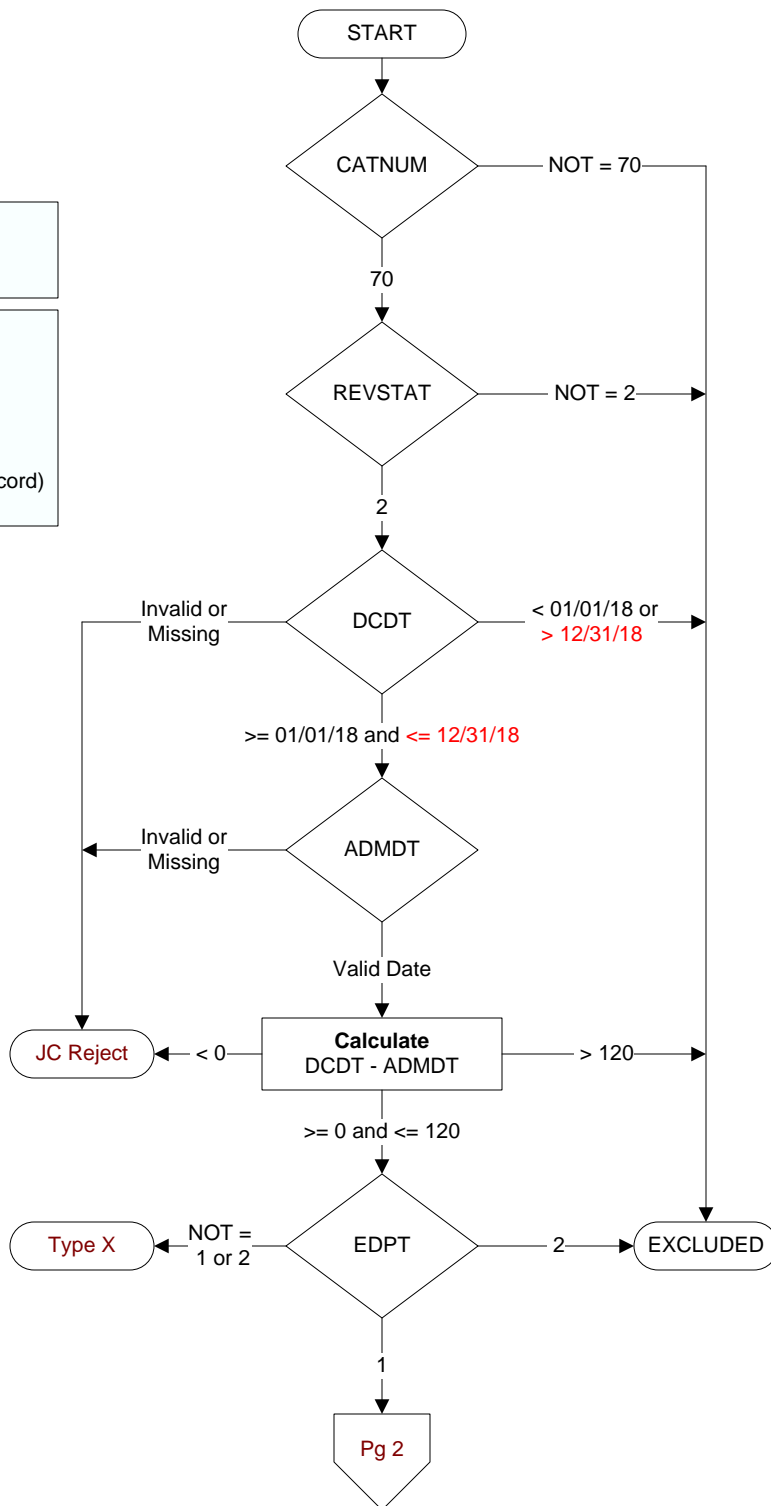 START
CATNUM
NOT = 70
70
cord)
REVSTAT
NOT = 2
2
Invalid or
Missing
DCDT
< 01/01/18 or
> 12/31/18
>= 01/01/18 and <= 12/31/18
Invalid or
Missing
ADMDT
Valid Date
JC Reject
< 0
Calculate
DCDT - ADMDT
> 120
>= 0 and <= 120
Type X
NOT =
1 or 2
EDPT
2
EXCLUDED
1
Pg 2